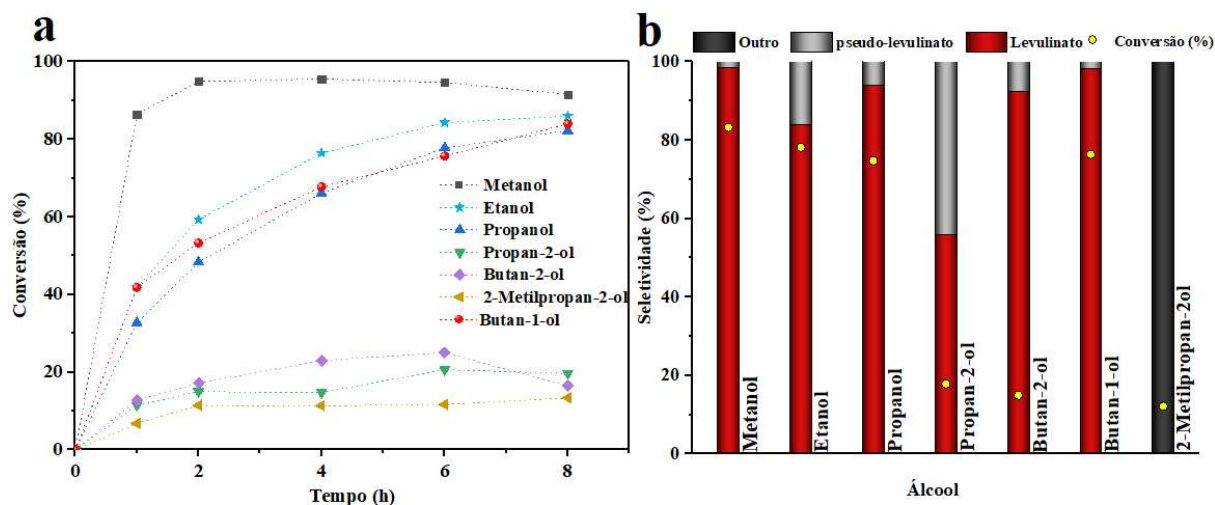 a
Conversão (%)
100
80
60
40
20
0
0
2
4
6
8
Tempo (h)
Metanol
Etanol
Propanol
Propan-2-ol
Butan-2-ol
2-Metilpropan-2-ol
Butan-1-ol
b
Outro
pseudo-levulinato
Levulinato
Conversão (%)
Seletividade (%)
100
80
60
40
20
0
Metanol
Etanol
Propanol
Propan-2-ol
Butan-2-ol
Butan-1-ol
2-Metilpropan-2ol
Álcool